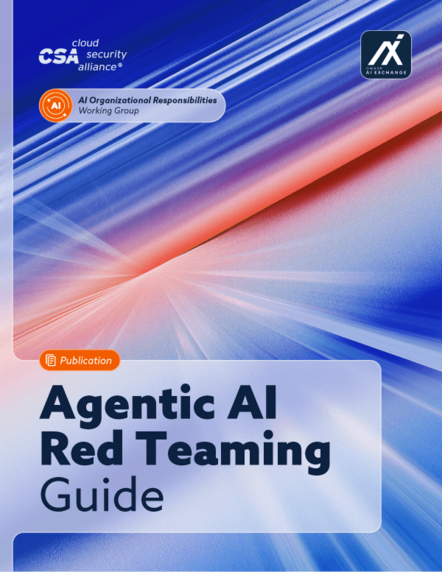 cloud
CSA security
alliance®
OWASP
AI EXCHANGE
AI
AI Organizational Responsibilities
Working Group
Publication
Agentic AI
Red Teaming
Guide